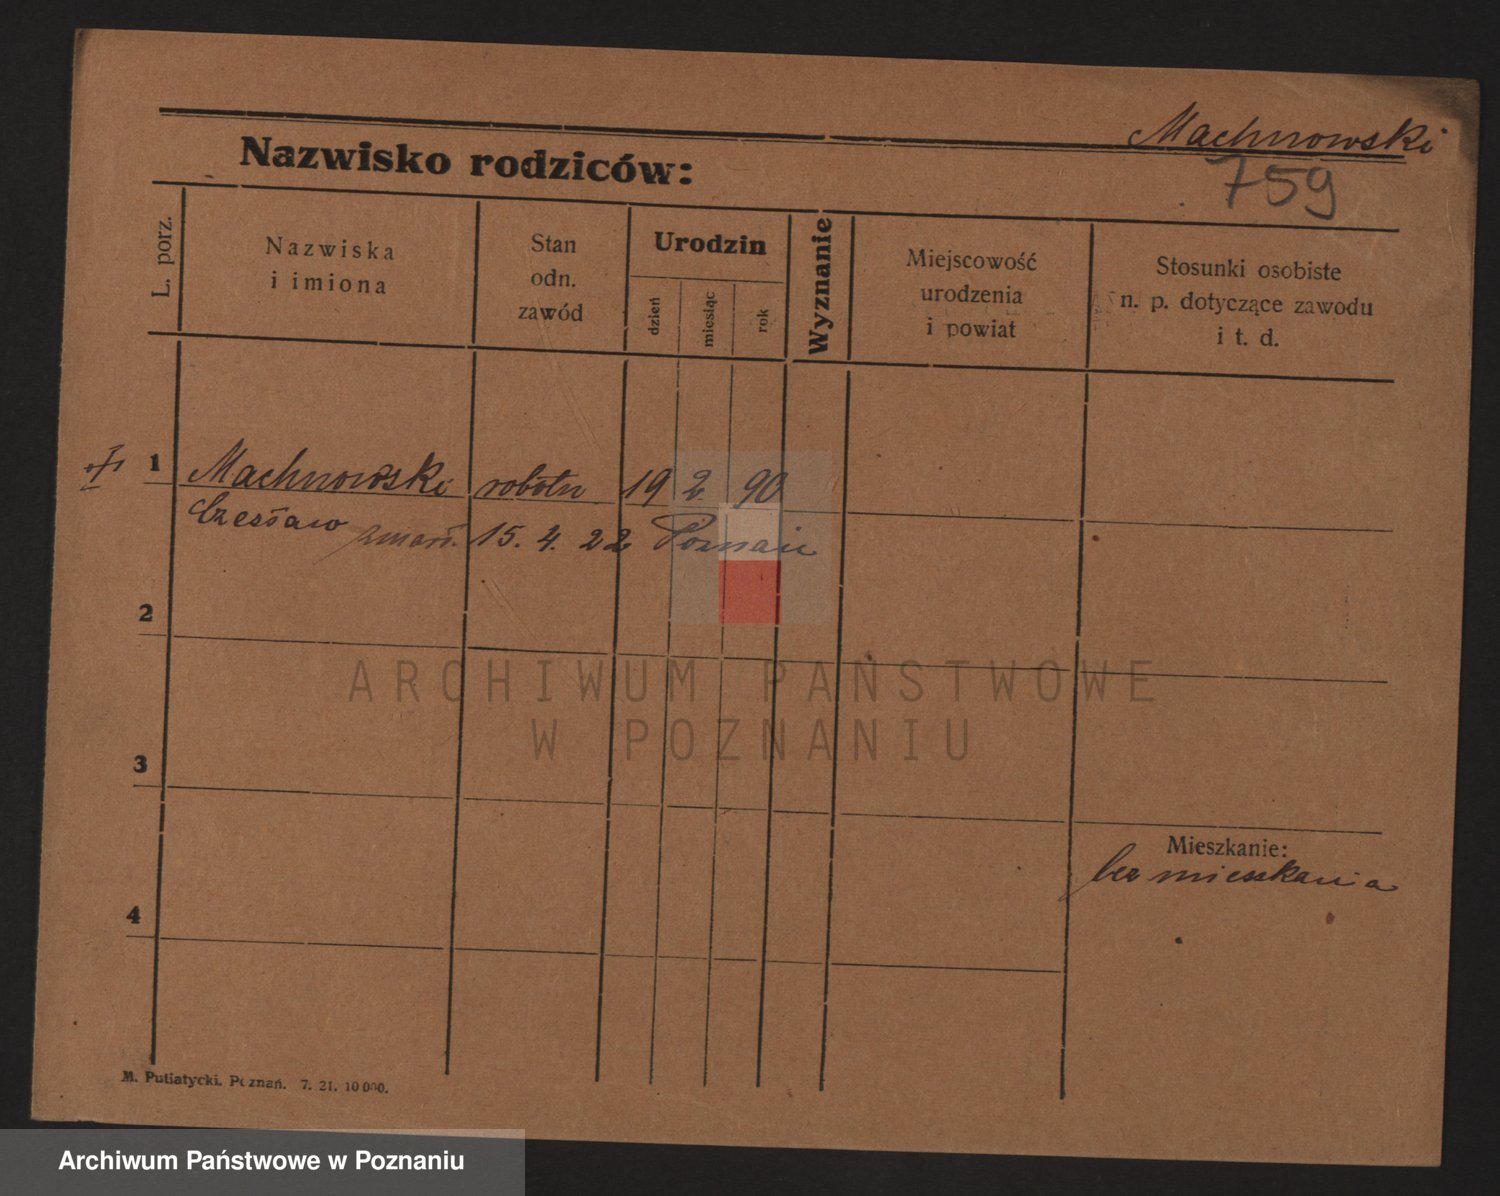 Machnowski
Nazwisko rodziców:
759
L. porz.
Nazwiska
i imiona
Stan
odn.
zawód
Urodzin
dzień
miesiąc
rok
Wyznanie
Miejscowość
urodzenia
i powiat
Stosunki osobiste
n. p. dotyczące zawodu
i t. d.
1 Machnowski robotn 19 2 90
Czesław zmarł. 15. 4. 22 Poznań
2
ARCHIWUM PAŃSTWOWE
W POZNANIU
3
Mieszkanie:
bez mieszkania
4
M. Putiatycki. Poznań. 7. 21. 10 000.
Archiwum Państwowe w Poznaniu